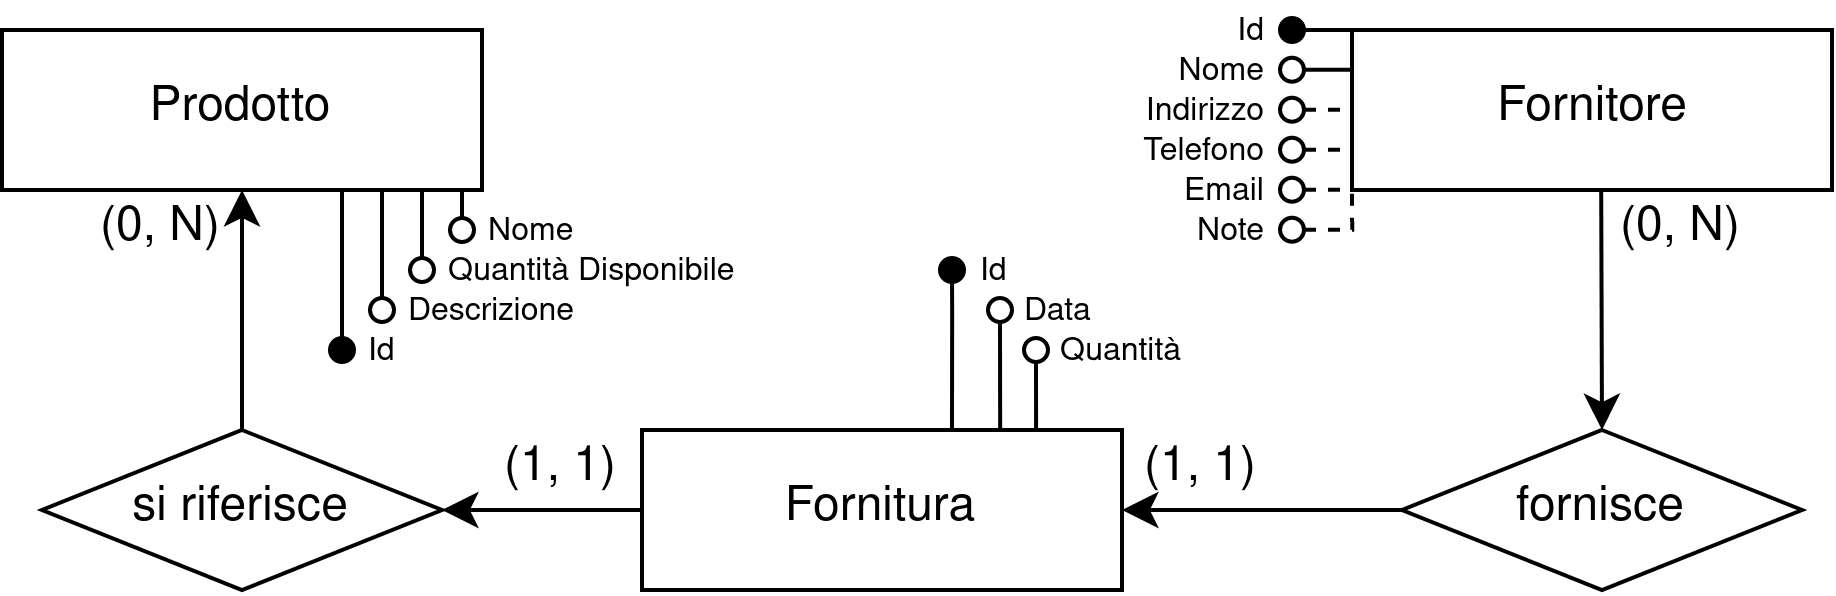 Prodotto
(0, N)
Nome
Quantità Disponibile
Descrizione
Id
si riferisce
(1, 1)
Id
Data
Quantità
Fornitura
(1, 1)
Id
Nome
Indirizzo
Telefono
Email
Note
Fornitore
(0, N)
fornisce